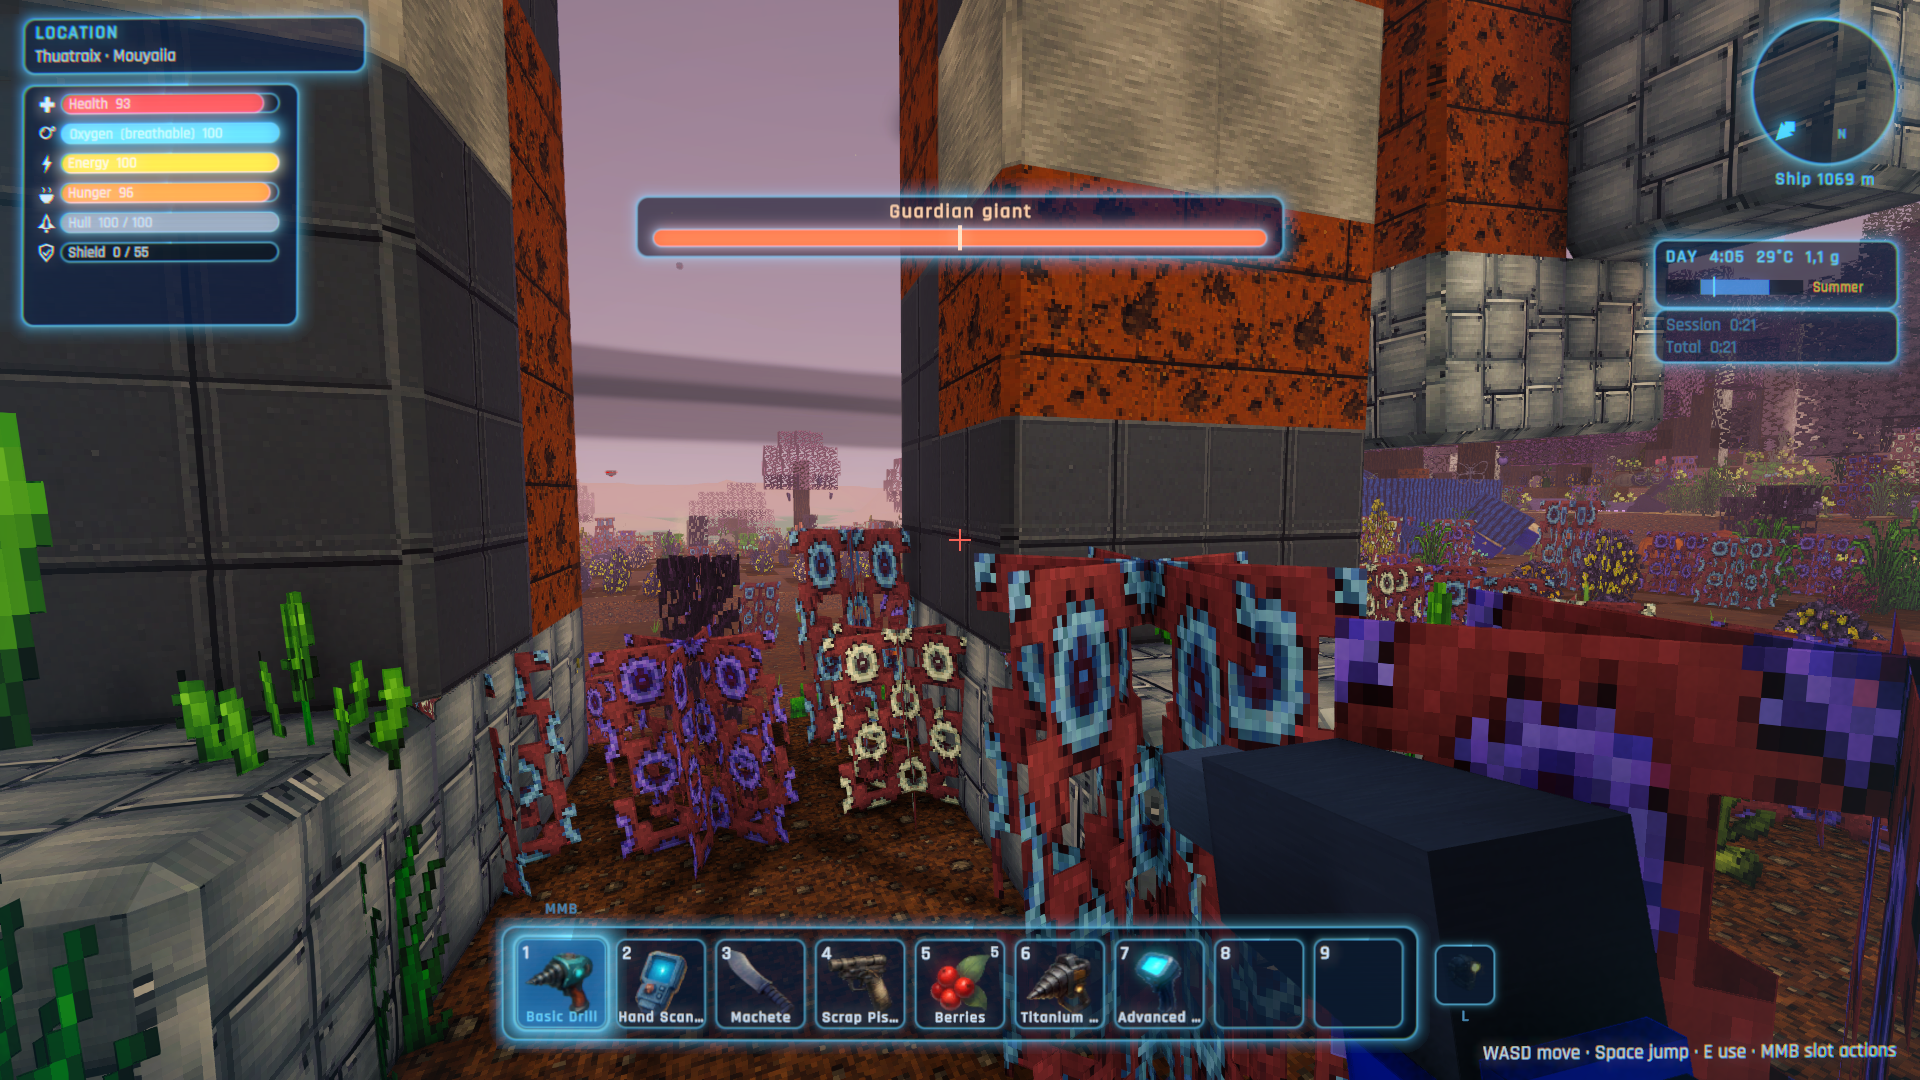 LOCATION
Thuatraix · Mouyalia
Health 93
Oxygen (breathable) 100
Energy 100
Hunger 96
Hull 100 / 100
Shield 0 / 55
Guardian giant
N
Ship 1069 m
DAY 4:05 29°C 1,1 g
Summer
Session 0:21
Total 0:21
MMB
1 2 3 4 5 5 6 7 8 9
Basic Drill Hand Scan... Machete Scrap Pis... Berries Titanium ... Advanced ...
L
WASD move · Space jump · E use · MMB slot actions